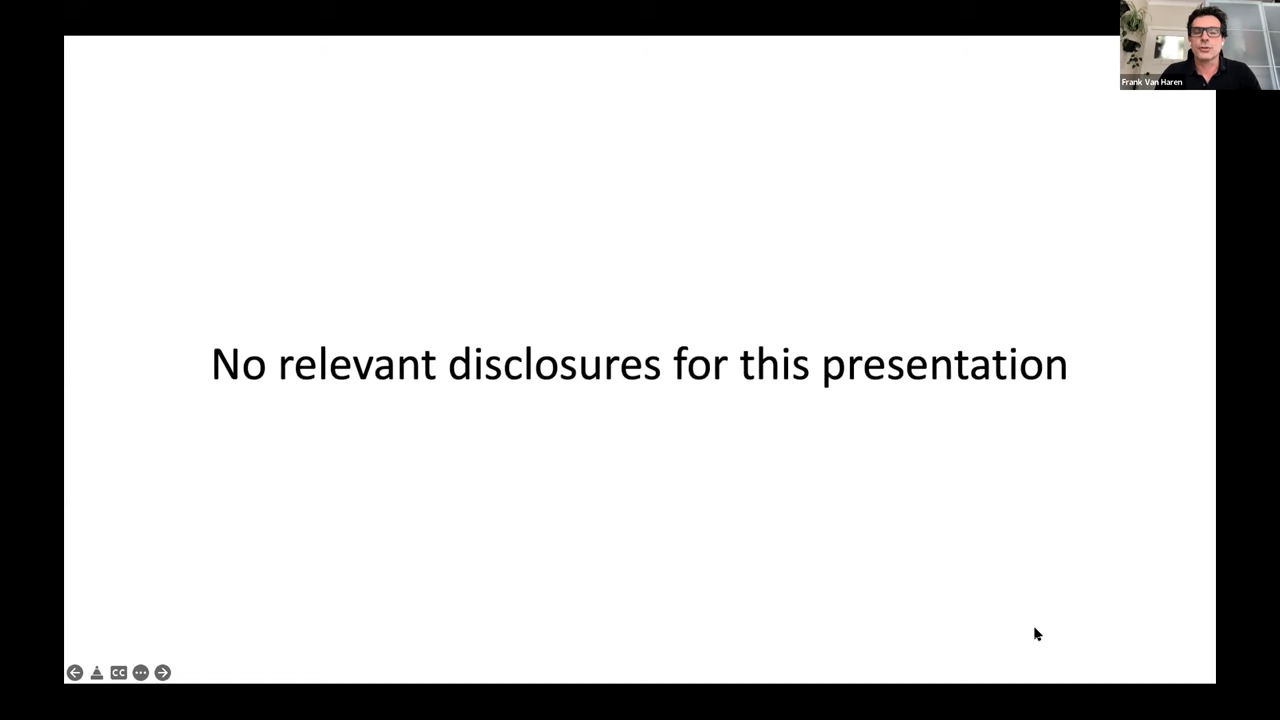 Frank Van Haren
No relevant disclosures for this presentation
CC